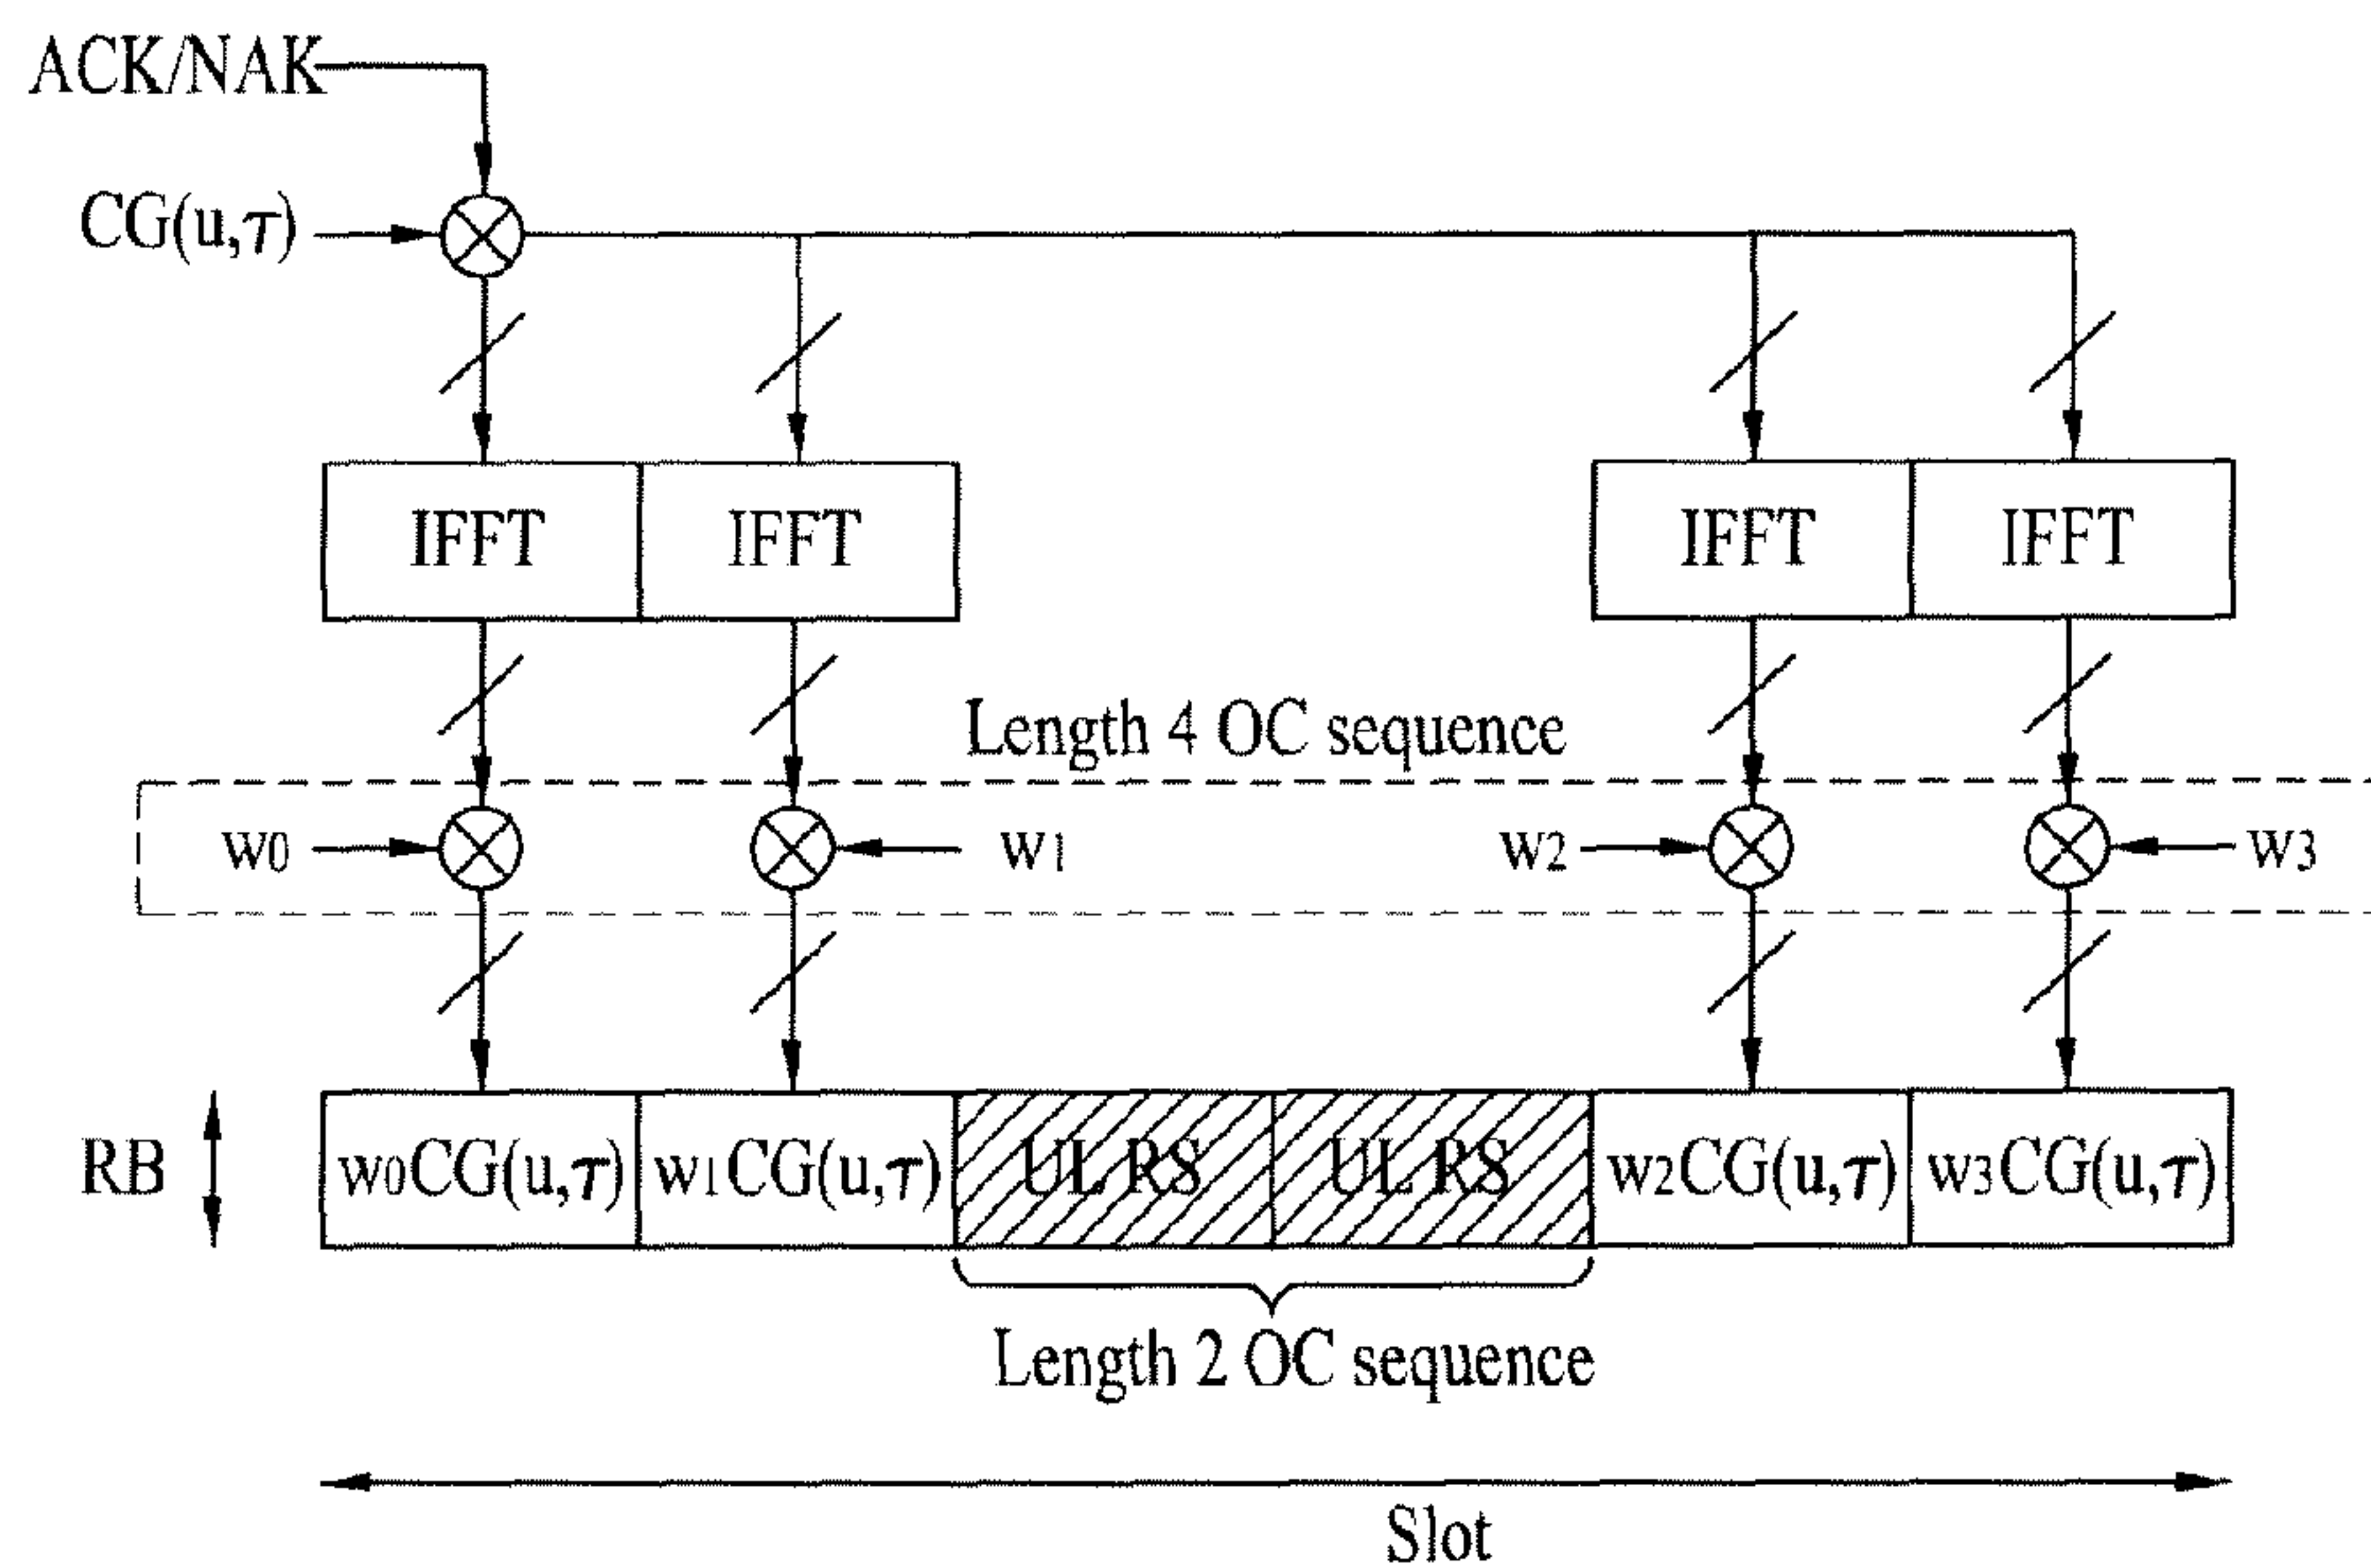 ACK/NAK
CG(u,τ)
IFFT IFFT IFFT IFFT
Length 4 OC sequence
w0 w1 w2 w3
RB w0CG(u,τ) w1CG(u,τ) UL RS UL RS w2CG(u,τ) w3CG(u,τ)
Length 2 OC sequence
Slot